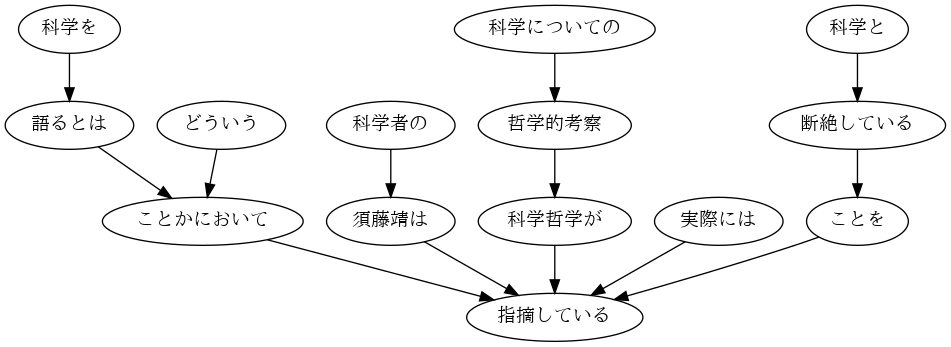 科学を
科学についての
科学と
語るとは
どういう
科学者の
哲学的考察
断絶している
ことかにおいて
須藤靖は
科学哲学が
実際には
ことを
指摘している